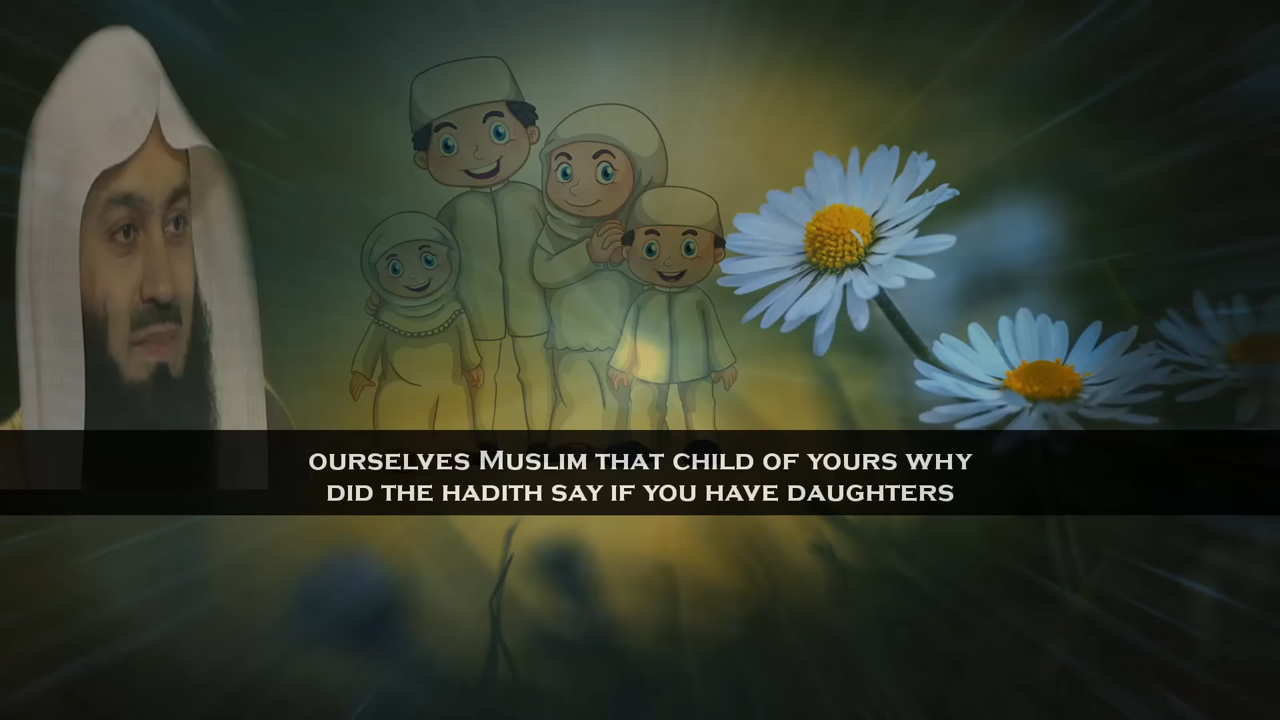 OURSELVES MUSLIM THAT CHILD OF YOURS WHY
DID THE HADITH SAY IF YOU HAVE DAUGHTERS